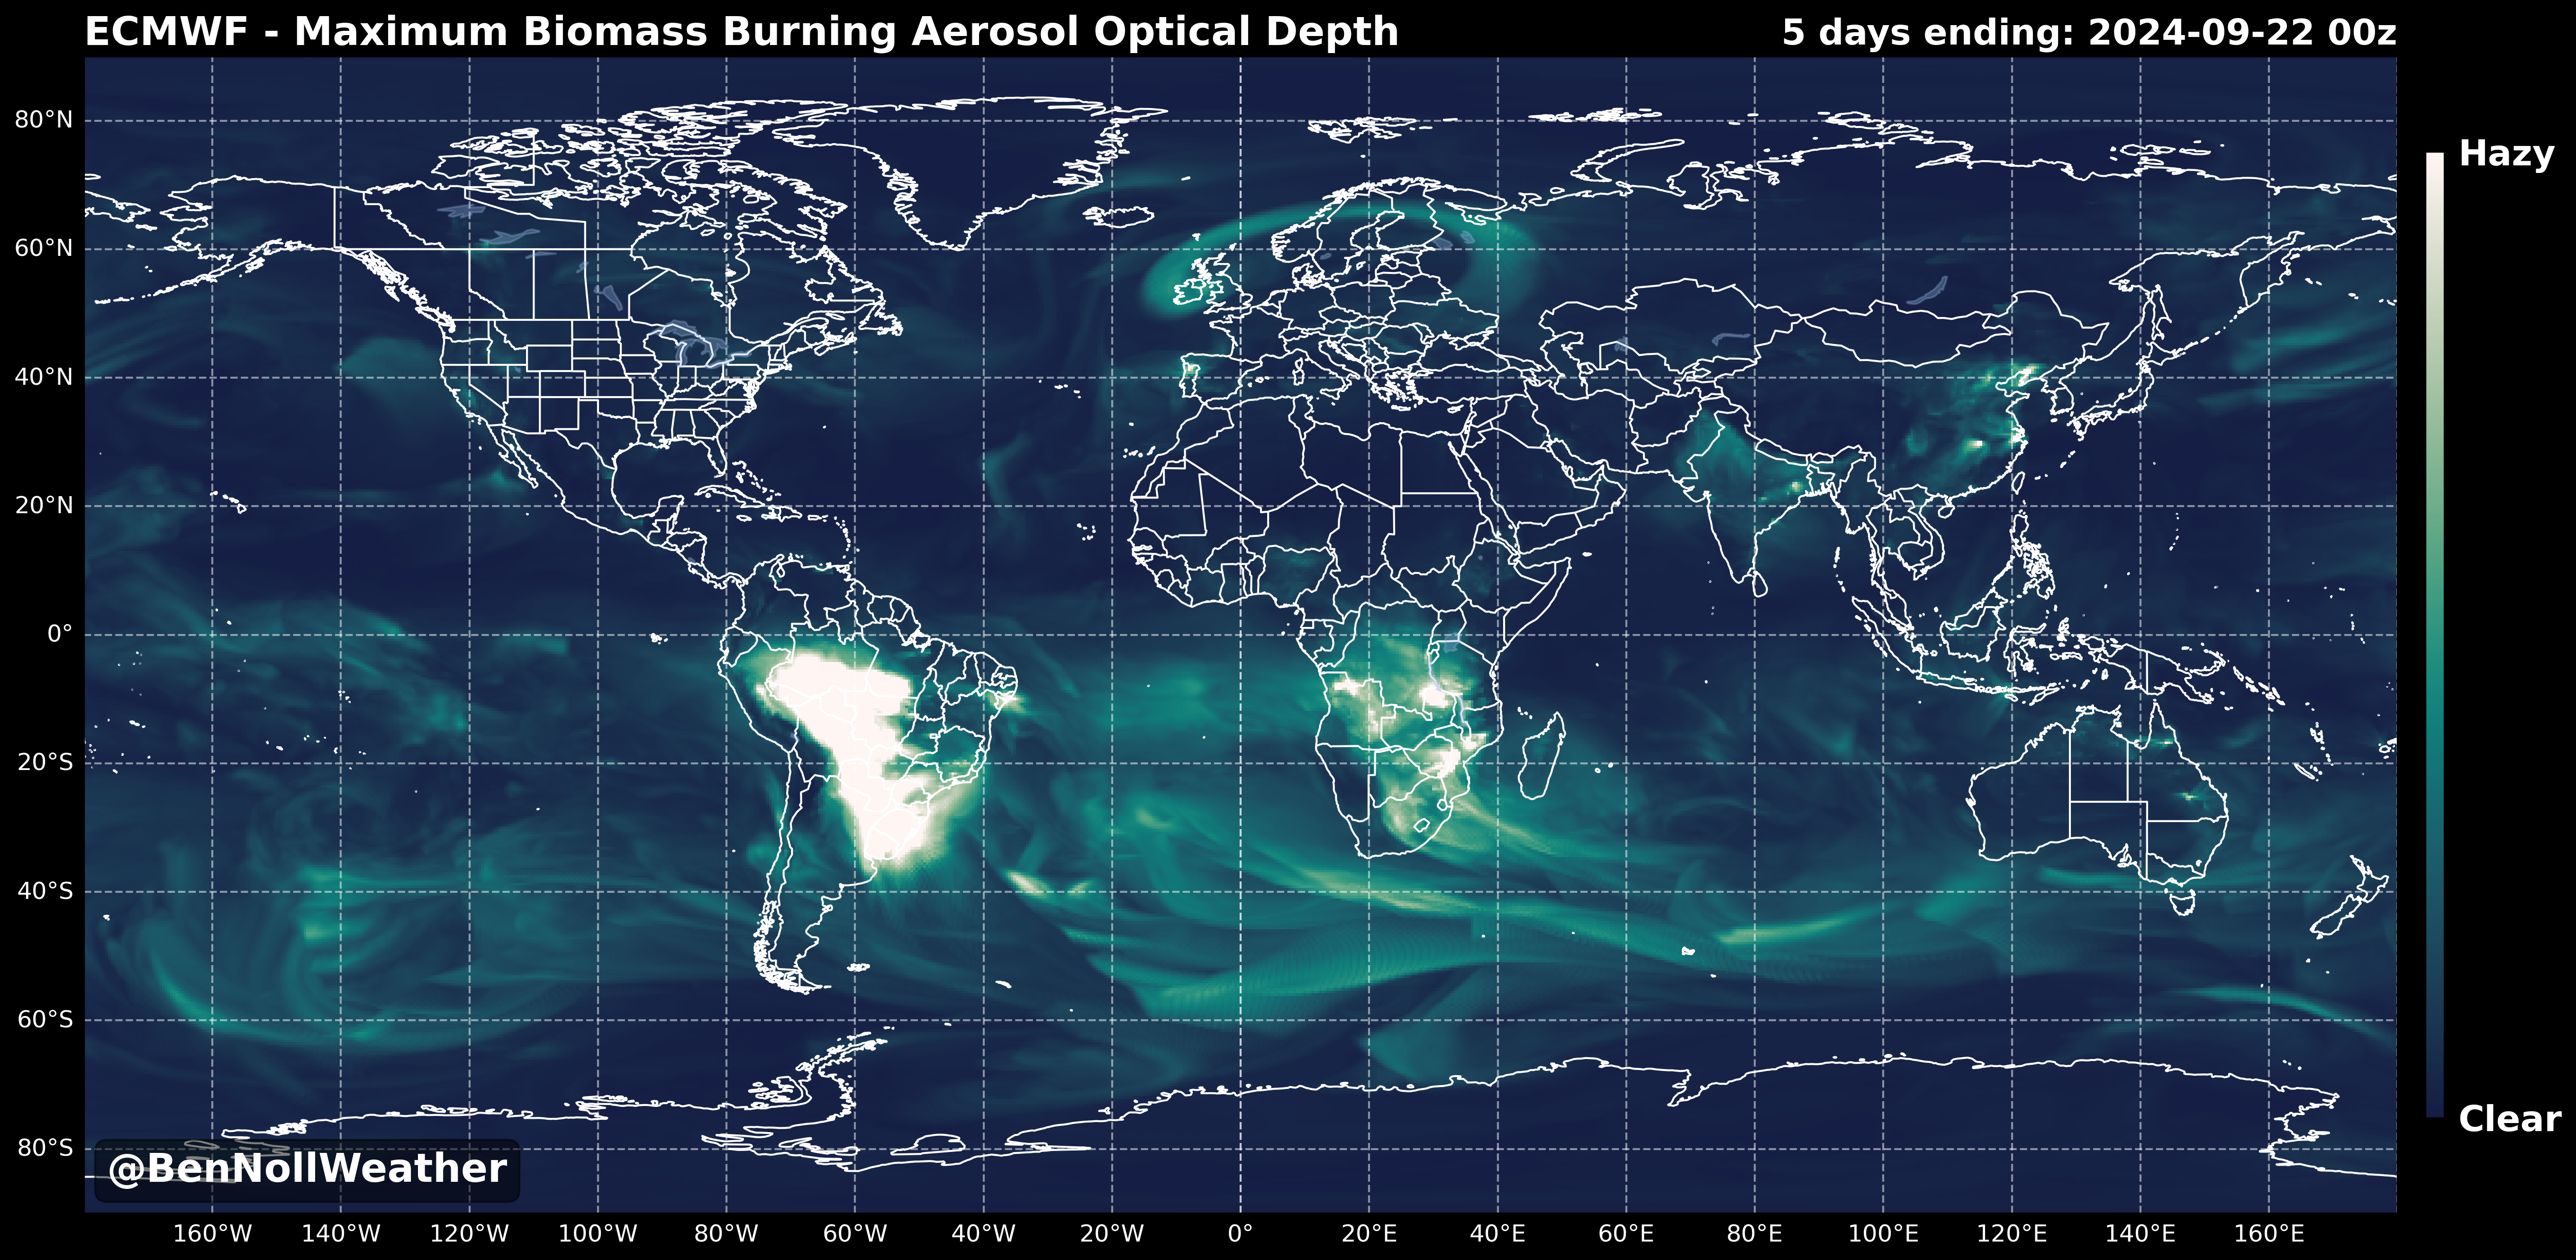 ECMWF - Maximum Biomass Burning Aerosol Optical Depth
5 days ending: 2024-09-22 00z
80°N
60°N
40°N
20°N
0°
20°S
40°S
60°S
80°S
Hazy
Clear
@BenNollWeather
160°W 140°W 120°W 100°W 80°W 60°W 40°W 20°W 0° 20°E 40°E 60°E 80°E 100°E 120°E 140°E 160°E